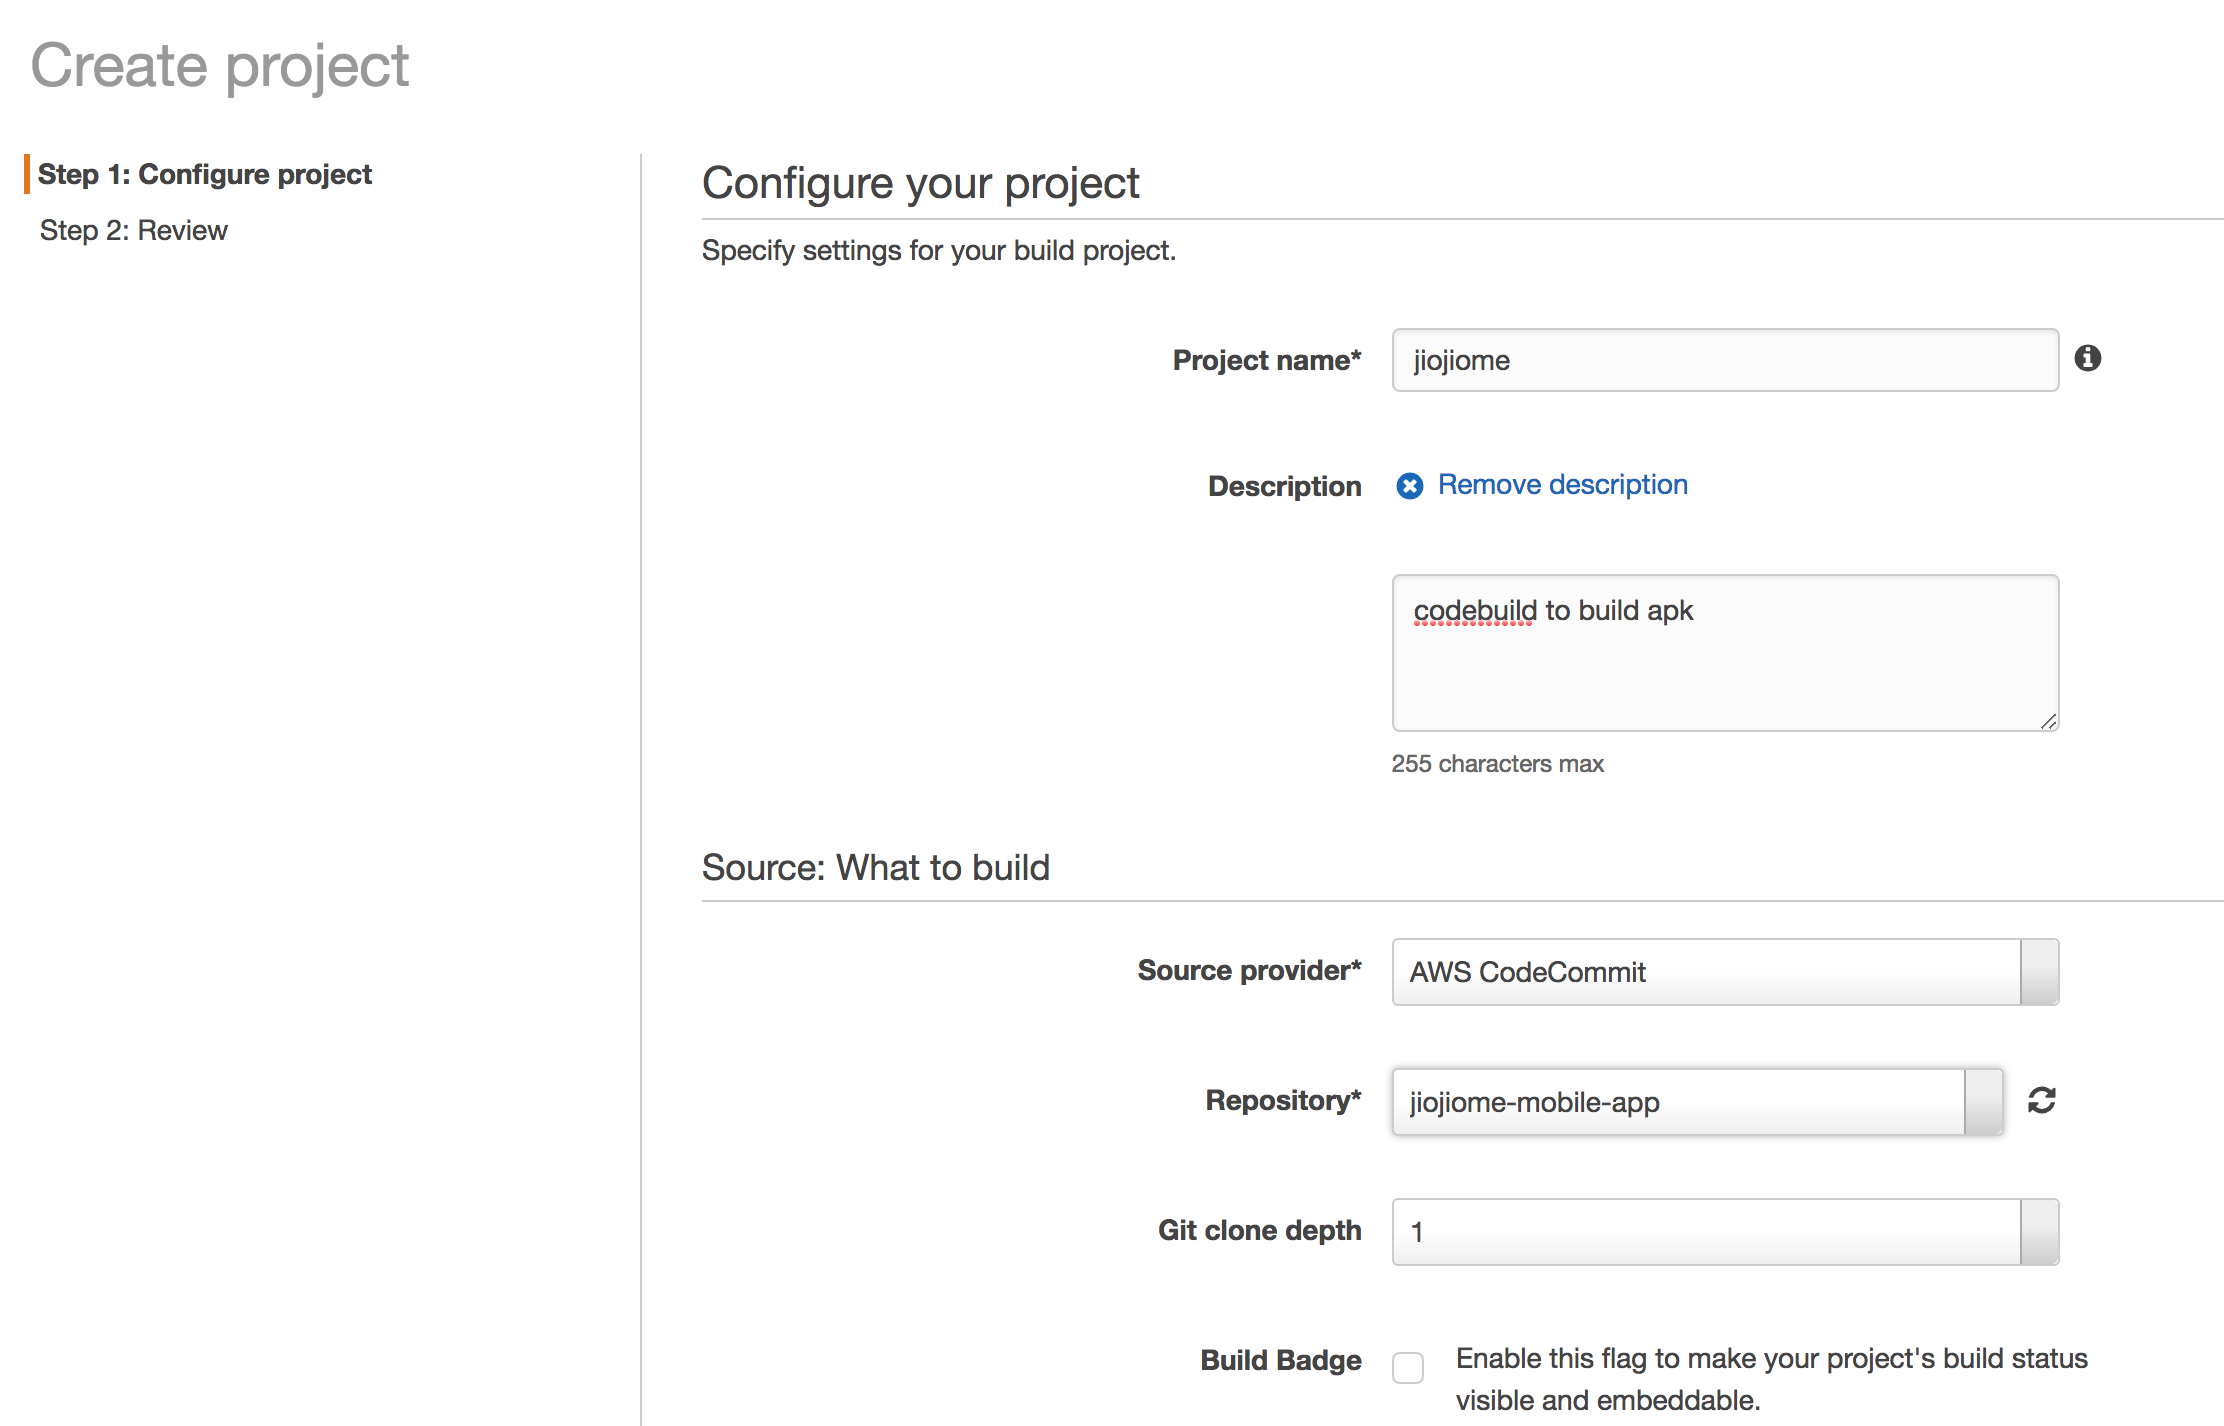 Create project
Step 1: Configure project
Step 2: Review
Configure your project
Specify settings for your build project.
Project name* jiojiome
Description Remove description
codebuild to build apk
255 characters max
Source: What to build
Source provider* AWS CodeCommit
Repository* jiojiome-mobile-app
Git clone depth 1
Build Badge Enable this flag to make your project's build status
visible and embeddable.